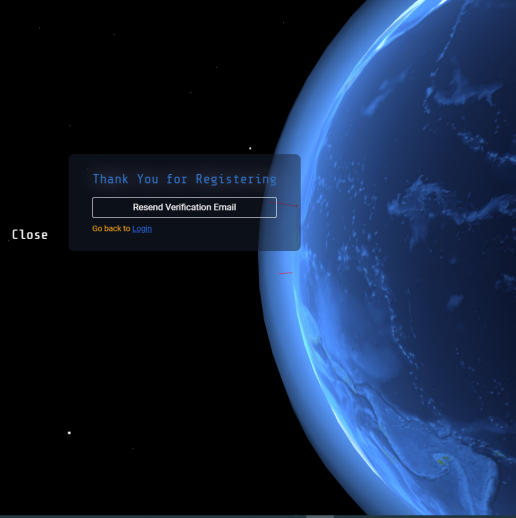 Thank You for Registering
Resend Verification Email
Go back to Login
Close